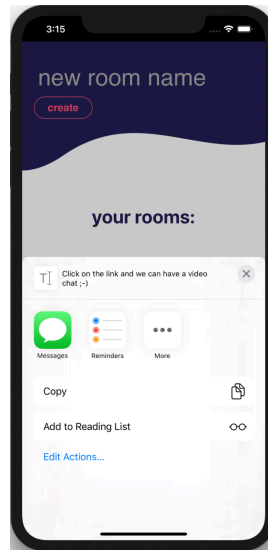 3:15
new room name
create
your rooms:
Click on the link and we can have a video
chat ;-)
Messages
Reminders
More
Copy
Add to Reading List
Edit Actions...